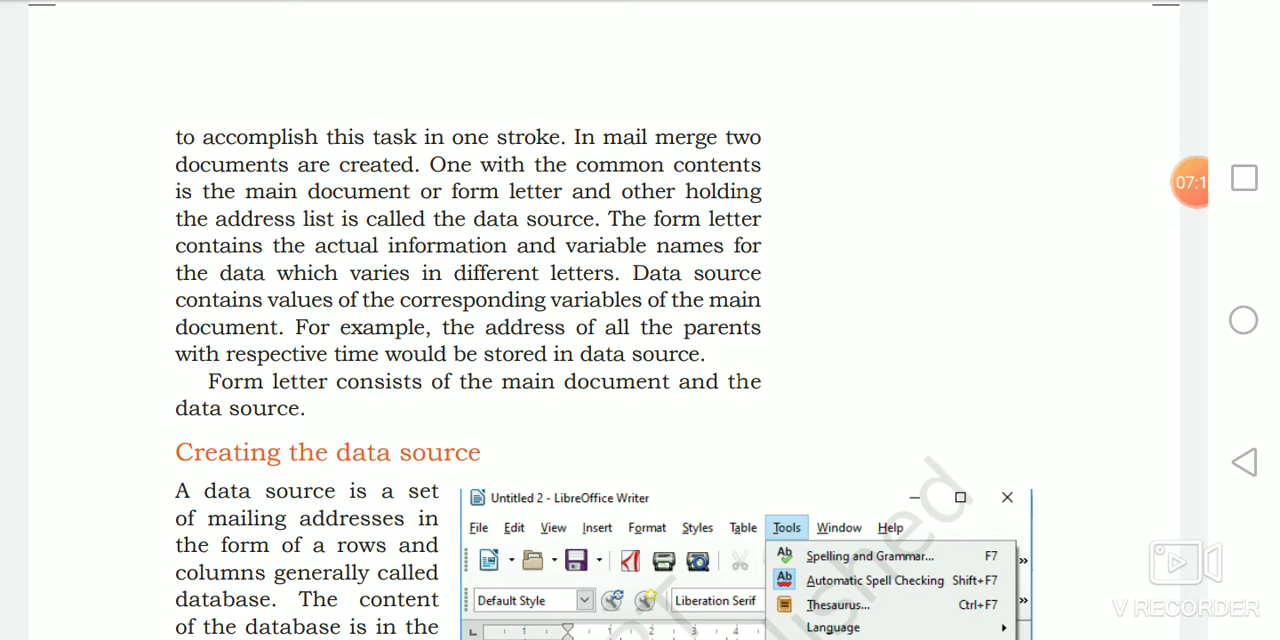 to accomplish this task in one stroke. In mail merge two
documents are created. One with the common contents
is the main document or form letter and other holding
the address list is called the data source. The form letter
contains the actual information and variable names for
the data which varies in different letters. Data source
contains values of the corresponding variables of the main
document. For example, the address of all the parents
with respective time would be stored in data source.
Form letter consists of the main document and the
data source.
Creating the data source
A data source is a set
of mailing addresses in
the form of a rows and
columns generally called
database. The content
of the database is in the
Untitled 2 - LibreOffice Writer
File Edit View Insert Format Styles Table Tools Window Help
Spelling and Grammar... F7
Automatic Spell Checking Shift+F7
Thesaurus... Ctrl+F7
Language
Default Style
Liberation Serif
1 1 2 3 4
07:1
V RECORDER